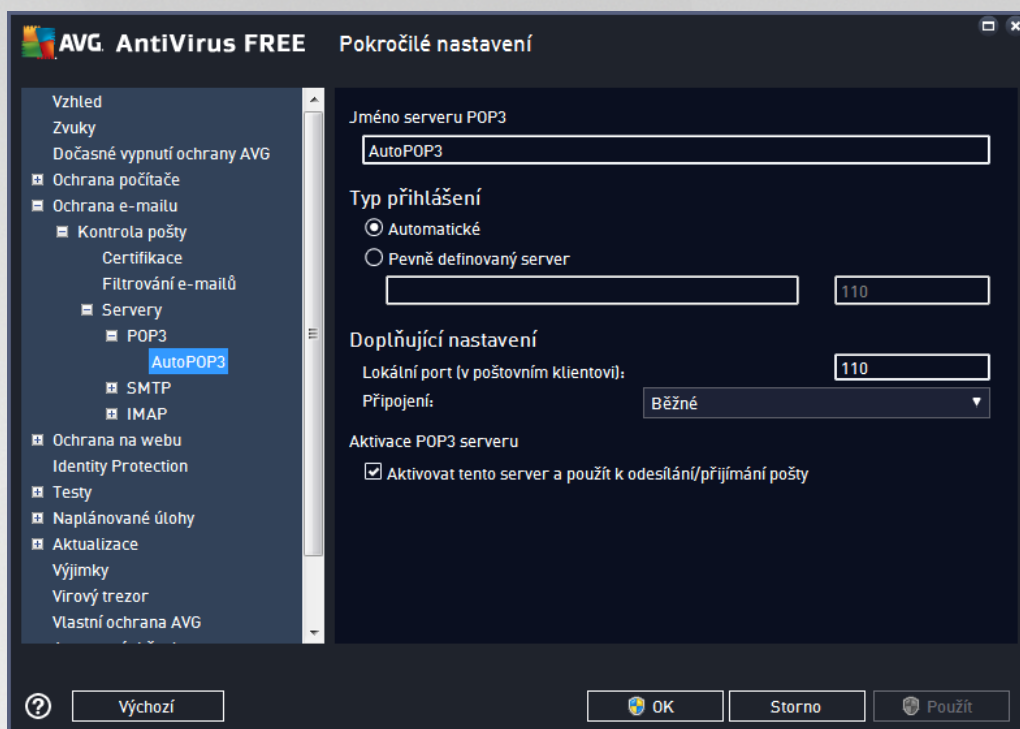 AVG. AntiVirus FREE
Pokročilé nastavení
Vzhled
Zvuky
Dočasné vypnutí ochrany AVG
Ochrana počítače
Ochrana e-mailu
Kontrola pošty
Certifikace
Filtrování e-mailů
Servery
POP3
AutoPOP3
SMTP
IMAP
Ochrana na webu
Identity Protection
Testy
Naplánované úlohy
Aktualizace
Výjimky
Virový trezor
Vlastní ochrana AVG
Jméno serveru POP3
AutoPOP3
Typ přihlášení
Automatické
Pevně definovaný server
110
Doplňující nastavení
Lokální port (v poštovním klientovi):
110
Připojení:
Běžné
Aktivace POP3 serveru
Aktivovat tento server a použít k odesílání/přijímání pošty
Výchozí
OK
Storno
Použít